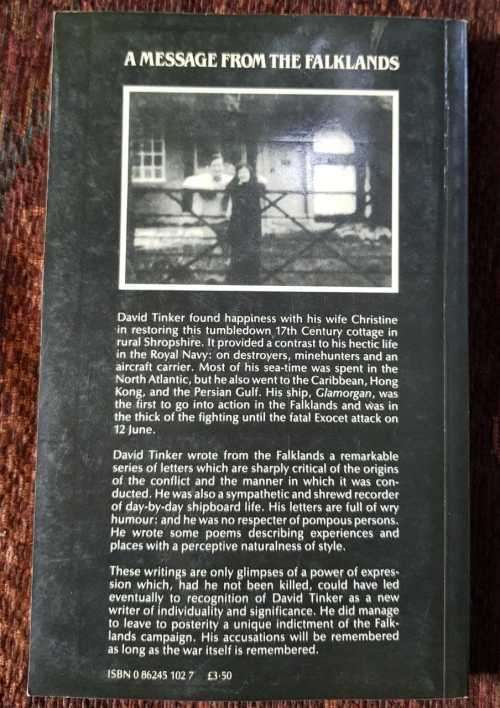 A MESSAGE FROM THE FALKLANDS
David Tinker found happiness with his wife Christine
in restoring this tumbledown 17th Century cottage in
rural Shropshire. It provided a contrast to his hectic life
in the Royal Navy: on destroyers, minehunters and an
aircraft carrier. Most of his sea-time was spent in the
North Atlantic, but he also went to the Caribbean, Hong
Kong, and the Persian Gulf. His ship, Glamorgan, was
the first to go into action in the Falklands and was in
the thick of the fighting until the fatal Exocet attack on
12 June.
David Tinker wrote from the Falklands a remarkable
series of letters which are sharply critical of the origins
of the conflict and the manner in which it was con-
ducted. He was also a sympathetic and shrewd recorder
of day-by-day shipboard life. His letters are full of wry
humour: and he was no respecter of pompous persons.
He wrote some poems describing experiences and
places with a perceptive naturalness of style.
These writings are only glimpses of a power of expres-
sion which, had he not been killed, could have led
eventually to recognition of David Tinker as a new
writer of individuality and significance. He did manage
to leave to posterity a unique indictment of the Falk-
lands campaign. His accusations will be remembered
as long as the war itself is remembered.
ISBN 0 86245 102 7 £3·50